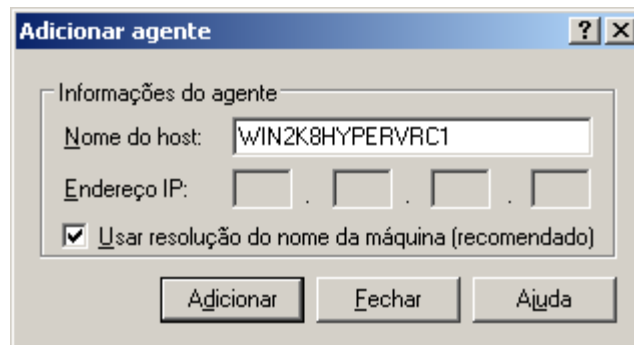 Adicionar agente
Informações do agente
Nome do host: WIN2K8HYPERVRC1
Endereço IP: . . .
Usar resolução do nome da máquina (recomendado)
Adicionar Fechar Ajuda